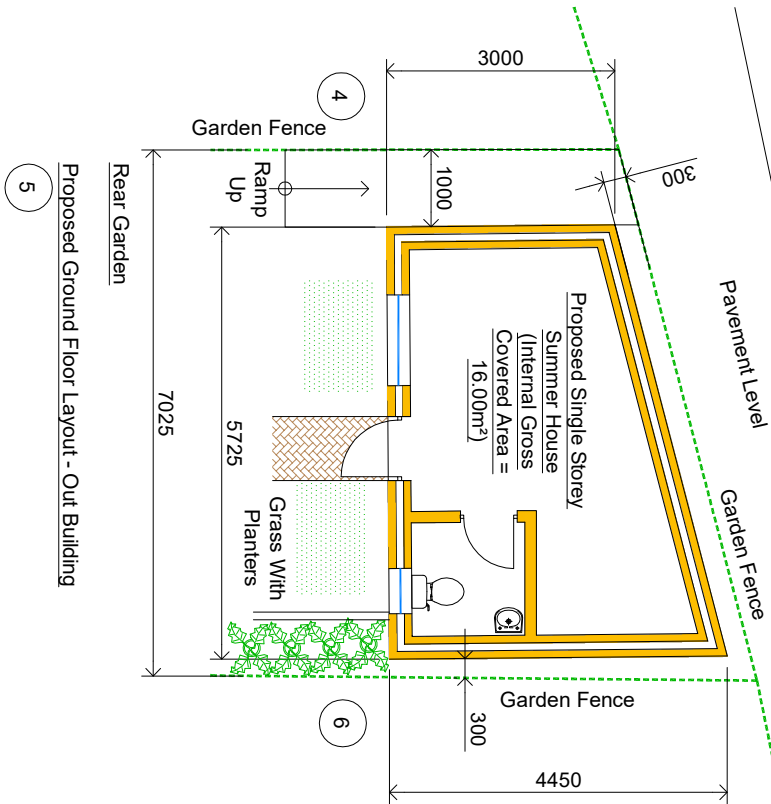 3000
4
Garden Fence
Ramp
Up
1000
300
Pavement Level
Rear Garden
5
Proposed Ground Floor Layout - Out Building
Proposed Single Storey
Summer House
(Internal Gross
Covered Area =
16.00m²)
7025
5725
Grass With
Planters
Garden Fence
Garden Fence
6
300
4450